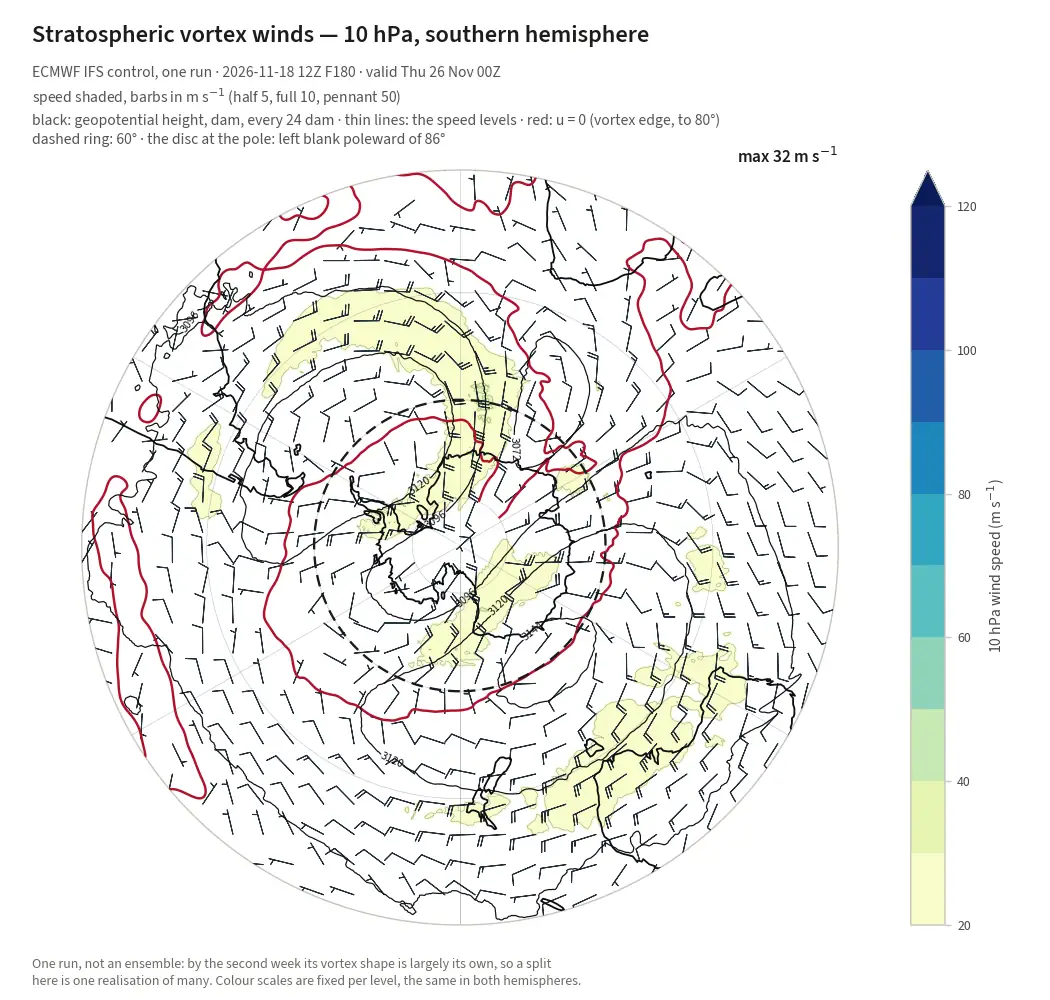 Stratospheric vortex winds — 10 hPa, southern hemisphere
ECMWF IFS control, one run · 2026-11-18 12Z F180 · valid Thu 26 Nov 00Z
speed shaded, barbs in m s⁻¹ (half 5, full 10, pennant 50)
black: geopotential height, dam, every 24 dam · thin lines: the speed levels · red: u = 0 (vortex edge, to 80°)
dashed ring: 60° · the disc at the pole: left blank poleward of 86°
max 32 m s⁻¹
120
100
80
60
40
20
10 hPa wind speed (m s⁻¹)
3096
3072
3120
3096
3096
3120
3120
One run, not an ensemble: by the second week its vortex shape is largely its own, so a split
here is one realisation of many. Colour scales are fixed per level, the same in both hemispheres.